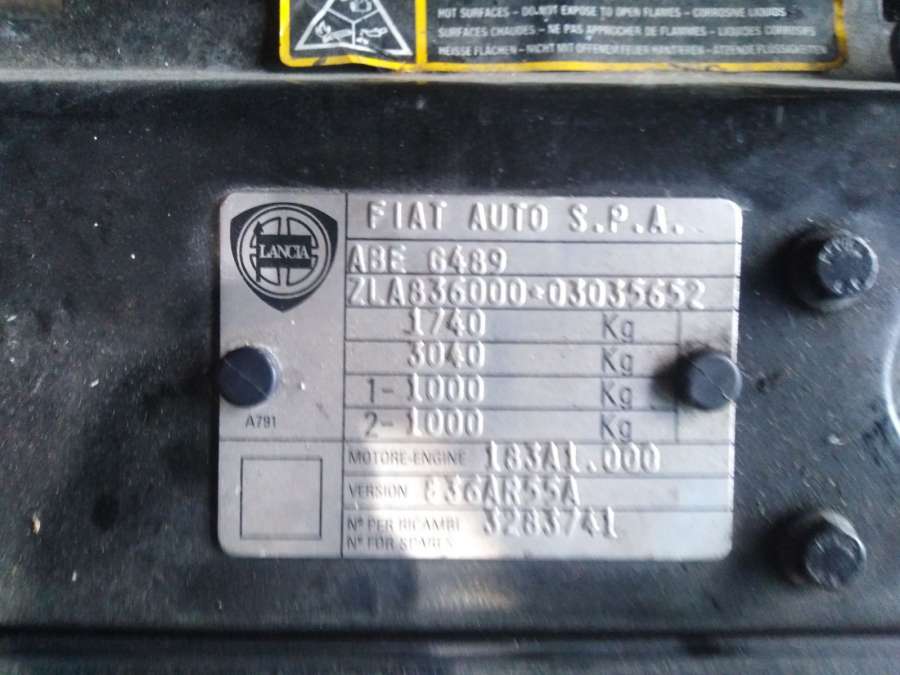 HOT SURFACES - DO NOT EXPOSE TO OPEN FLAMES - CORROSIVE LIQUIDS
SURFACES CHAUDES - NE PAS APPROCHER DE FLAMMES - LIQUIDES CORROSIFS
HEISSE FLÄCHEN - NICHT MIT OFFENEM FEUER HANTIEREN - ÄTZENDE FLÜSSIGKEITEN
LANCIA
FIAT AUTO S.P.A.
ABE G489
ZLA836000*03035652
1740 Kg
3040 Kg
1- 1000 Kg
2- 1000 Kg
A791
MOTORE-ENGINE 183A1.000
VERSION 836AR55A
Nº PER RICAMBI 3283741
Nº FOR SPARES